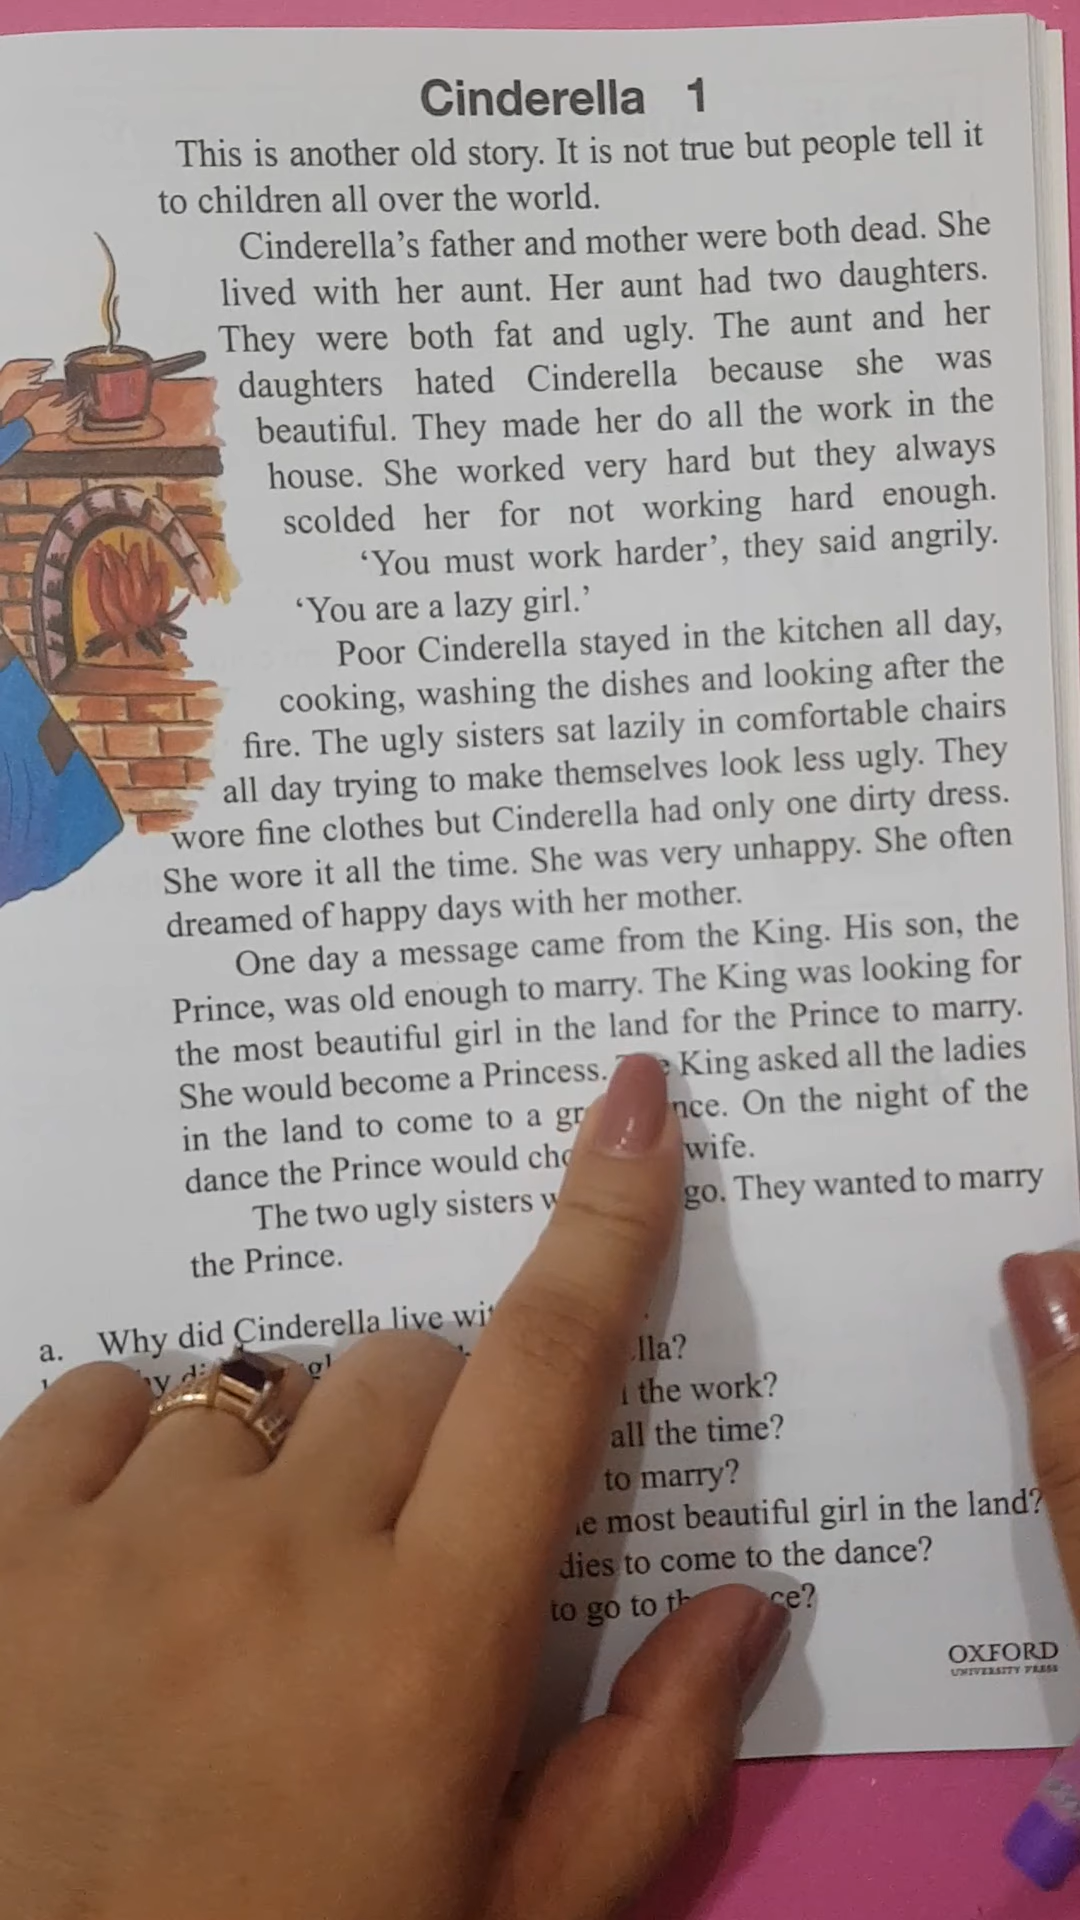 Cinderella 1
This is another old story. It is not true but people tell it
to children all over the world.
Cinderella's father and mother were both dead. She
lived with her aunt. Her aunt had two daughters.
They were both fat and ugly. The aunt and her
daughters hated Cinderella because she was
beautiful. They made her do all the work in the
house. She worked very hard but they always
scolded her for not working hard enough.
‘You must work harder’, they said angrily.
‘You are a lazy girl.’
Poor Cinderella stayed in the kitchen all day,
cooking, washing the dishes and looking after the
fire. The ugly sisters sat lazily in comfortable chairs
all day trying to make themselves look less ugly. They
wore fine clothes but Cinderella had only one dirty dress.
She wore it all the time. She was very unhappy. She often
dreamed of happy days with her mother.
One day a message came from the King. His son, the
Prince, was old enough to marry. The King was looking for
the most beautiful girl in the land for the Prince to marry.
She would become a Princess. King asked all the ladies
in the land to come to a On the night of the
dance the Prince would wife.
The two ugly sisters go. They wanted to marry
the Prince.
a. Why did Cinderella live
the work?
all the time?
to marry?
most beautiful girl in the land?
to come to the dance?
to go to
OXFORD
UNIVERSITY PRESS